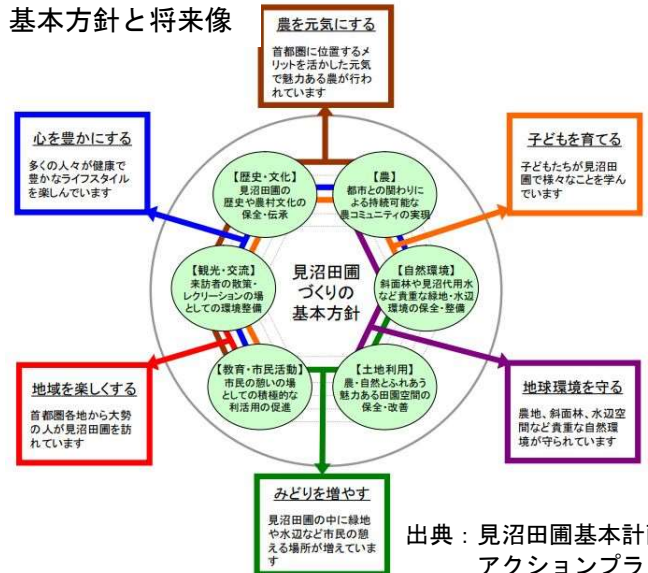 基本方針と将来像
農を元気にする
首都圏に位置するメ
リットを活かした元気
で魅力ある農が行わ
れています
心を豊かにする
多くの人々が健康で
豊かなライフスタイル
を楽しんでいます
子どもを育てる
子どもたちが見沼田
圃で様々なことを学ん
でいます
【歴史・文化】
見沼田圃の
歴史や農村文化の
保全・伝承
【農】
都市との関わりに
よる持続可能な
農コミュニティの実現
【観光・交流】
来訪者の散策・
レクリーションの場
としての環境整備
見沼田圃
づくりの
基本方針
【自然環境】
斜面林や見沼代用水
など貴重な緑地・水辺
環境の保全・整備
【教育・市民活動】
市民の憩いの場
としての積極的な
利活用の促進
【土地利用】
農・自然とふれあう
魅力ある田園空間の
保全・改善
地域を楽しくする
首都圏各地から大勢
の人が見沼田圃を訪
れています
地球環境を守る
農地、斜面林、水辺空
間など貴重な自然環
境が守られています
みどりを増やす
見沼田圃の中に緑地
や水辺など市民の憩
える場所が増えていま
す
出典：見沼田圃基本計画
アクションプラ